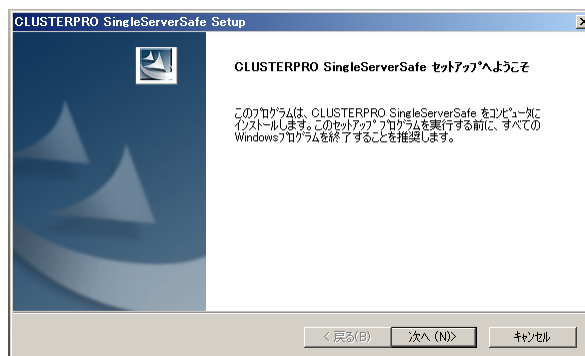 CLUSTERPRO SingleServerSafe Setup
CLUSTERPRO SingleServerSafe ｾｯﾄｱｯﾌﾟへようこそ
このﾌﾟﾛｸﾞﾗﾑは、CLUSTERPRO SingleServerSafe をｺﾝﾋﾟｭｰﾀに
ｲﾝｽﾄｰﾙします。このｾｯﾄｱｯﾌﾟ ﾌﾟﾛｸﾞﾗﾑを実行する前に、すべての
Windowsﾌﾟﾛｸﾞﾗﾑを終了することを推奨します。
< 戻る(B)
次へ (N)>
ｷｬﾝｾﾙ